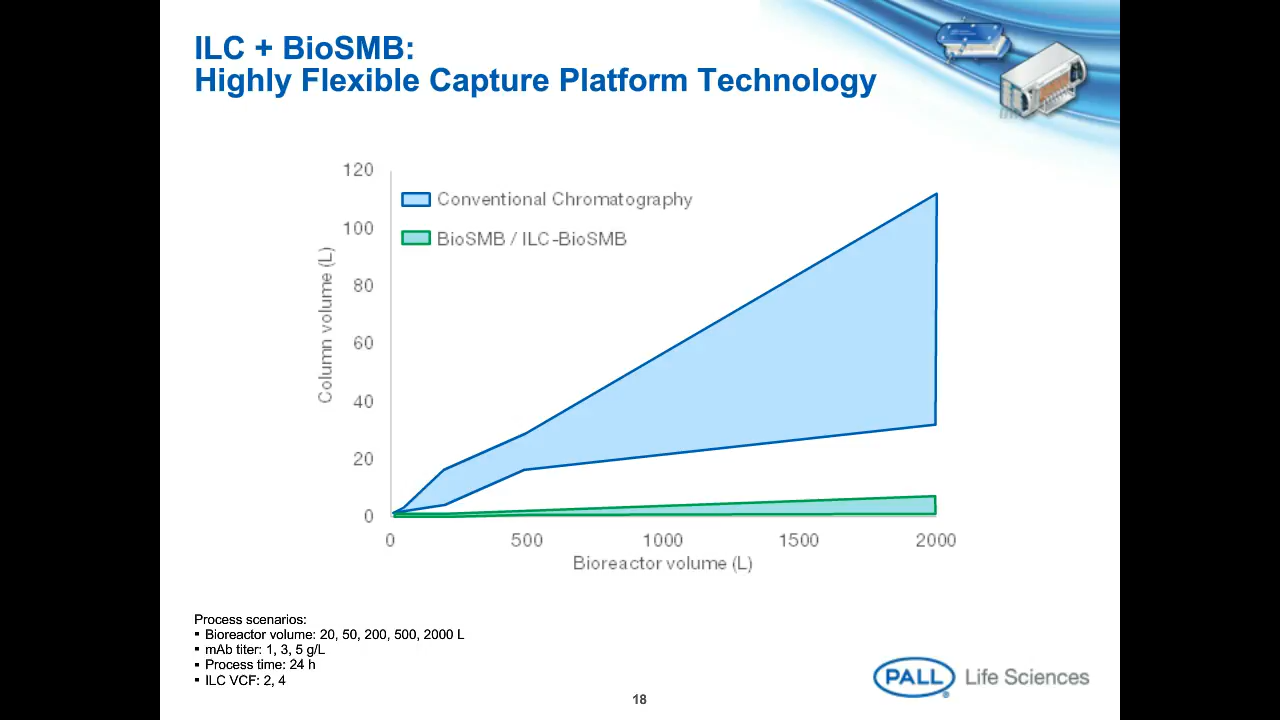 ILC + BioSMB:
Highly Flexible Capture Platform Technology
120
100
80
60
40
20
0
Column volume (L)
Conventional Chromatography
BioSMB / ILC-BioSMB
0 500 1000 1500 2000
Bioreactor volume (L)
Process scenarios:
▪ Bioreactor volume: 20, 50, 200, 500, 2000 L
▪ mAb titer: 1, 3, 5 g/L
▪ Process time: 24 h
▪ ILC VCF: 2, 4
PALL® Life Sciences
18